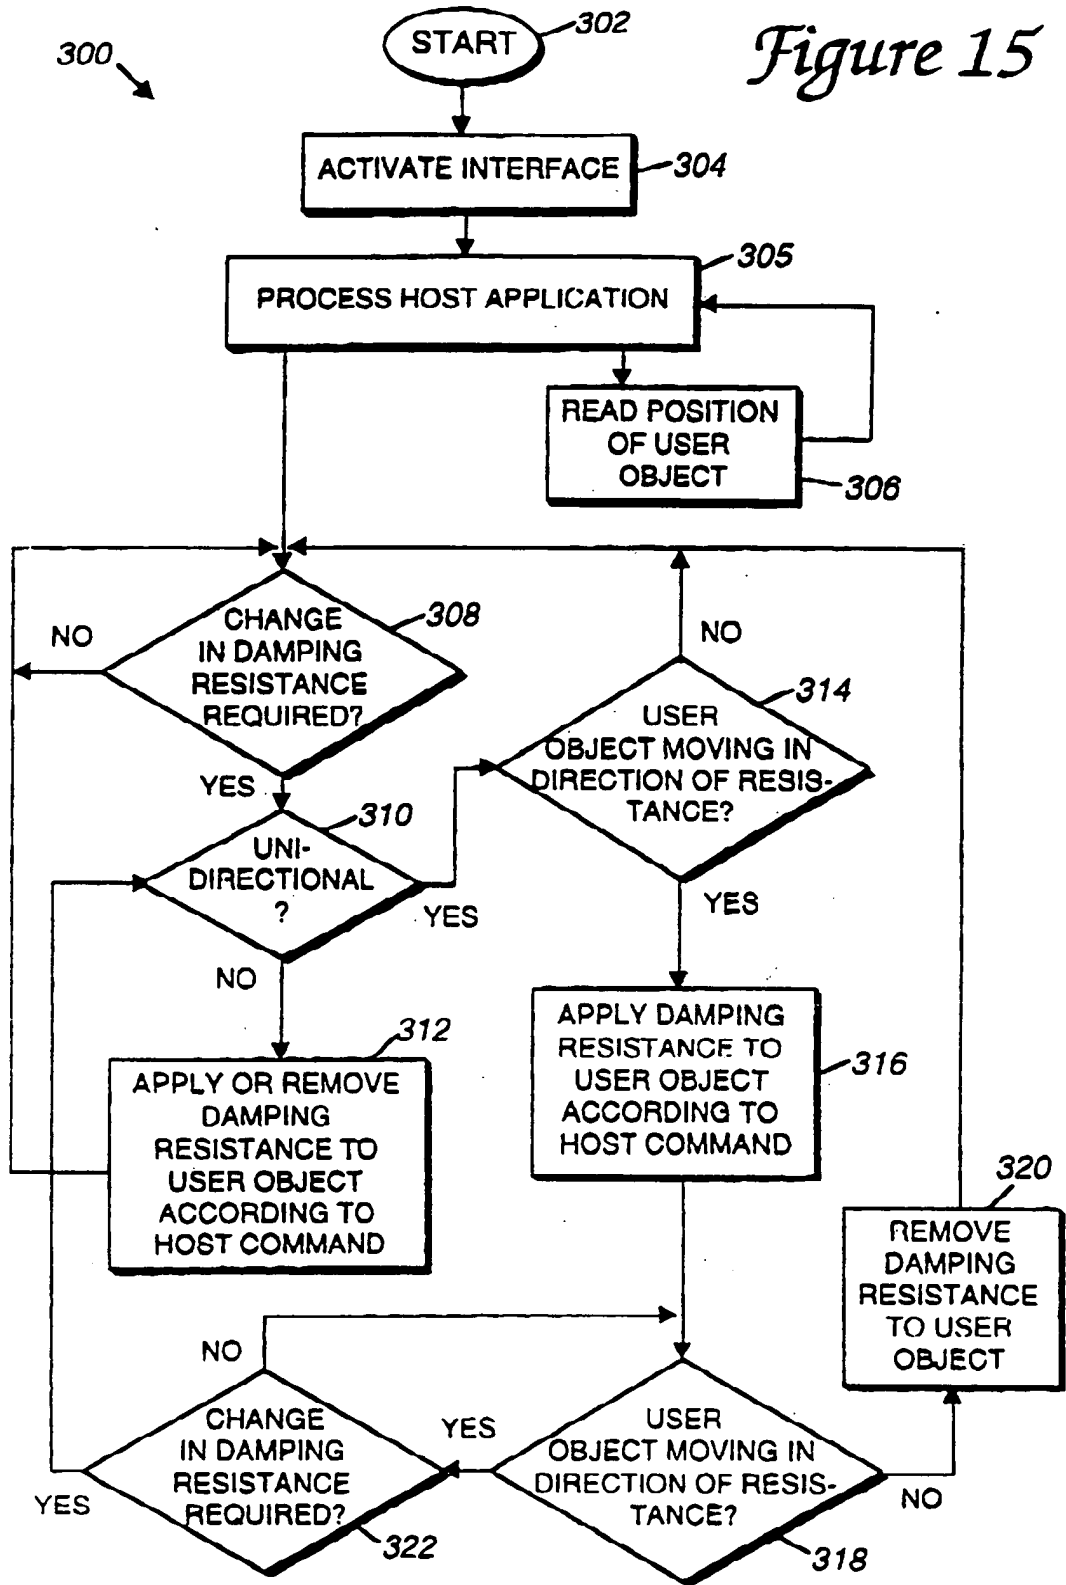 Figure 15
300
START
302
ACTIVATE INTERFACE
304
PROCESS HOST APPLICATION
305
READ POSITION
OF USER
OBJECT
306
CHANGE
IN DAMPING
RESISTANCE
REQUIRED?
308
NO
YES
UNI-
DIRECTIONAL
?
310
YES
NO
USER
OBJECT MOVING IN
DIRECTION OF RESIS-
TANCE?
314
NO
YES
APPLY OR REMOVE
DAMPING
RESISTANCE TO
USER OBJECT
ACCORDING TO
HOST COMMAND
312
APPLY DAMPING
RESISTANCE TO
USER OBJECT
ACCORDING TO
HOST COMMAND
316
REMOVE
DAMPING
RESISTANCE
TO USER
OBJECT
320
USER
OBJECT MOVING IN
DIRECTION OF RESIS-
TANCE?
318
YES
NO
CHANGE
IN DAMPING
RESISTANCE
REQUIRED?
322
NO
YES